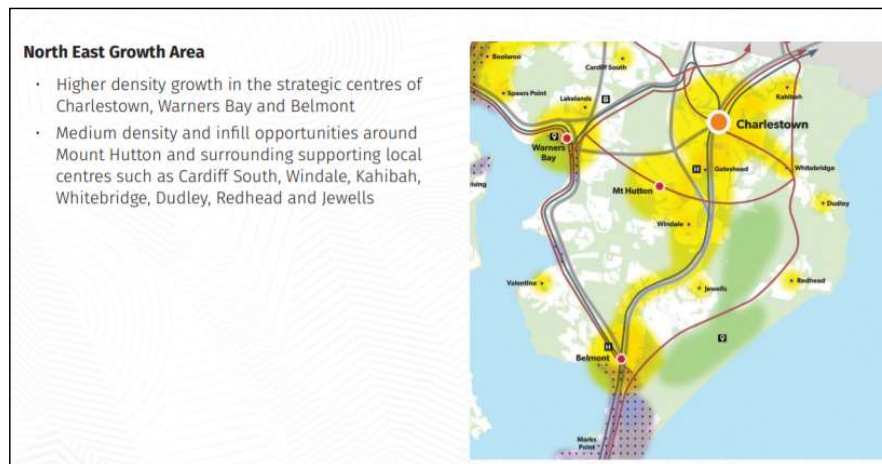 North East Growth Area
• Higher density growth in the strategic centres of
Charlestown, Warners Bay and Belmont
• Medium density and infill opportunities around
Mount Hutton and surrounding supporting local
centres such as Cardiff South, Windale, Kahibah,
Whitebridge, Dudley, Redhead and Jewells
Boolaroo
Cardiff South
Speers Point
Lakelands
Kahibah
Charlestown
Warners
Bay
H
Gateshead
Whitebridge
Mt Hutton
Dudley
Windale
Valentine
Jewells
Redhead
H
Belmont
Marks
Point